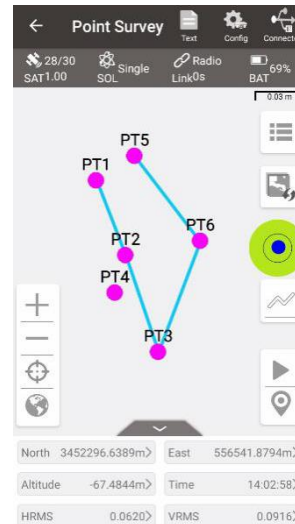 Point Survey
Text
Config
Connect
28/30
SAT1.00
Single
SOL
Radio
Link0s
69%
BAT
0.03 m
PT5
PT1
PT6
PT2
PT4
PT3
North 3452296.6389m
East 556541.8794m
Altitude -67.4844m
Time 14:02:58
HRMS 0.0620
VRMS 0.0916